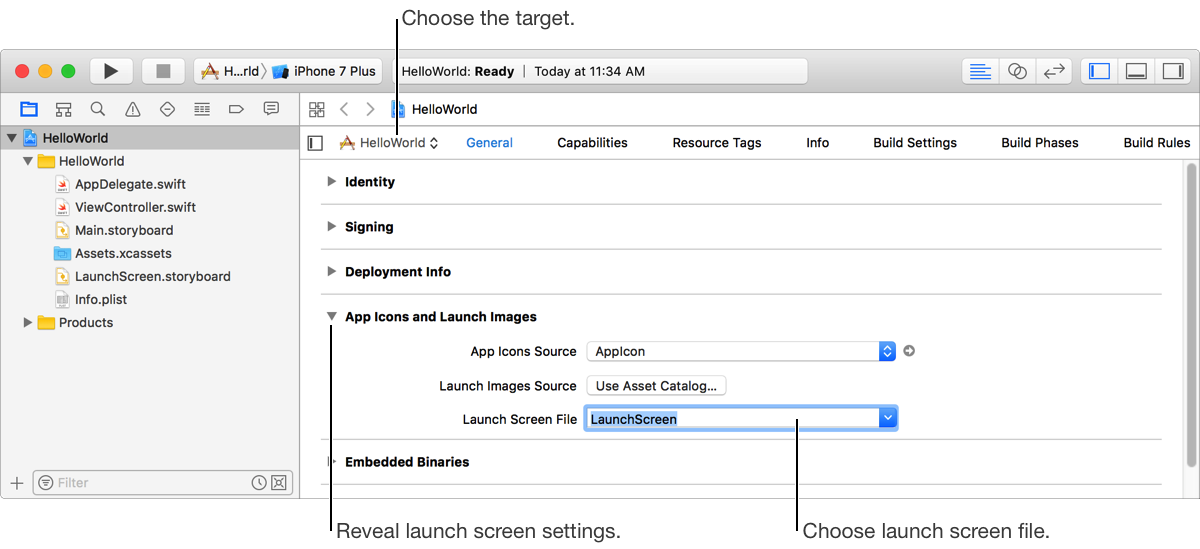 Choose the target.
H...rld iPhone 7 Plus HelloWorld: Ready | Today at 11:34 AM
HelloWorld
HelloWorld
HelloWorld General Capabilities Resource Tags Info Build Settings Build Phases Build Rules
HelloWorld
AppDelegate.swift
ViewController.swift
Main.storyboard
Assets.xcassets
LaunchScreen.storyboard
Info.plist
Products
Identity
Signing
Deployment Info
App Icons and Launch Images
App Icons Source AppIcon
Launch Images Source Use Asset Catalog...
Launch Screen File LaunchScreen
Embedded Binaries
Filter
Reveal launch screen settings.
Choose launch screen file.